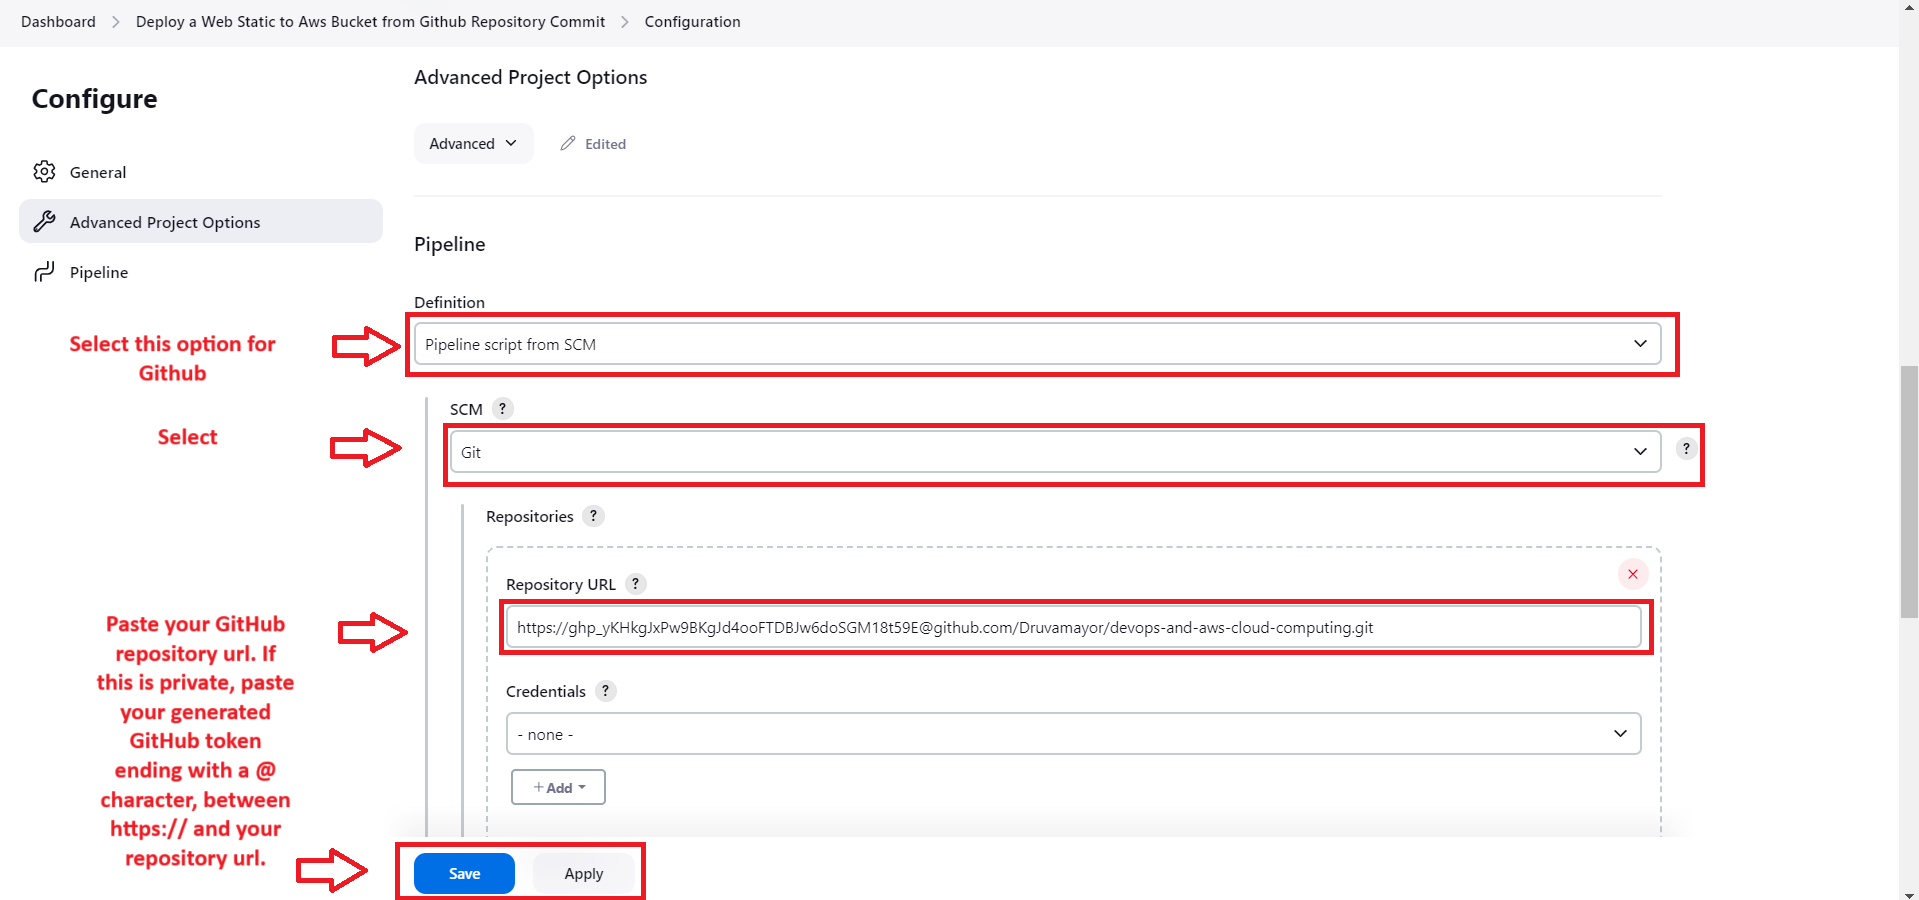 Dashboard > Deploy a Web Static to Aws Bucket from Github Repository Commit > Configuration
Configure
General
Advanced Project Options
Pipeline
Advanced Project Options
Advanced
Edited
Pipeline
Definition
Select this option for
Github
Pipeline script from SCM
SCM ?
Select
Git
?
Repositories ?
Repository URL ?
Paste your GitHub
repository url. If
this is private, paste
your generated
GitHub token
ending with a @
character, between
https:// and your
repository url.
https://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@github.com/Druvamayor/devops-and-aws-cloud-computing.git
Credentials ?
- none -
+ Add
Save
Apply